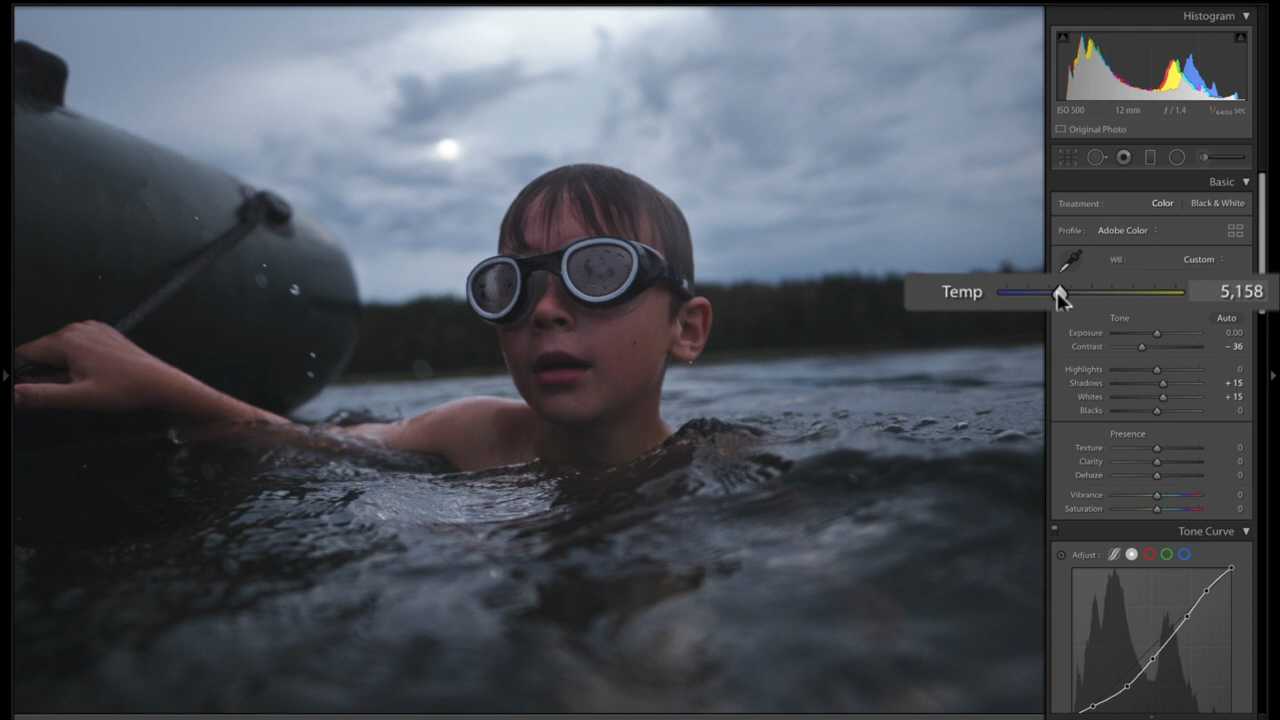 Histogram
ISO 500 12 mm ƒ / 1.4 1/6400 sec
Original Photo
Basic
Treatment : Color Black & White
Profile : Adobe Color
WB : Custom
Temp 5,158
Tone Auto
Exposure 0.00
Contrast – 36
Highlights 0
Shadows + 15
Whites + 15
Blacks 0
Presence
Texture 0
Clarity 0
Dehaze 0
Vibrance 0
Saturation 0
Tone Curve
Adjust :